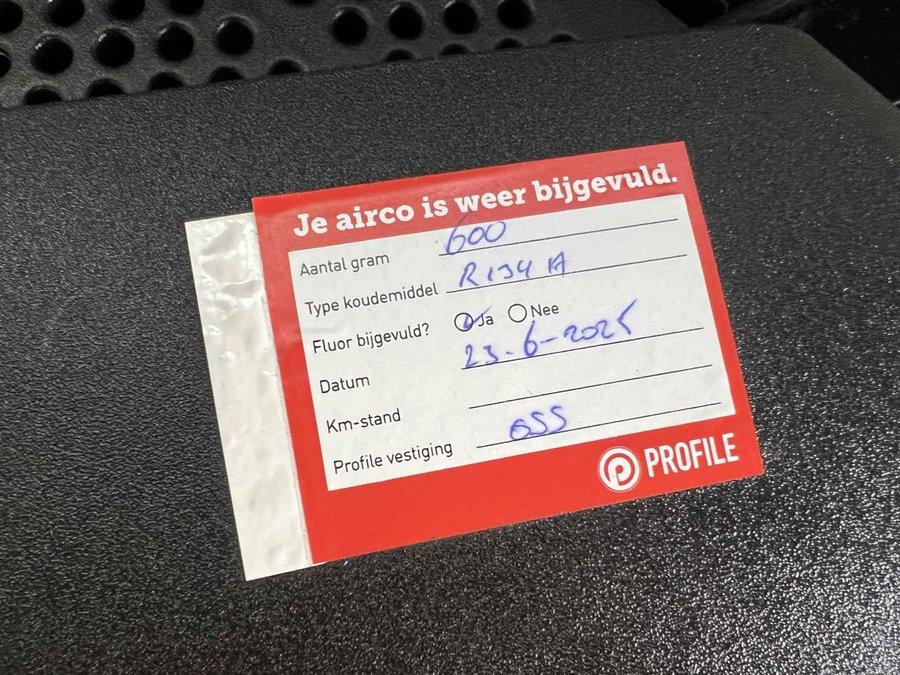 Je airco is weer bijgevuld.
Aantal gram 600
Type koudemiddel R134A
Fluor bijgevuld? Ja Nee
Datum 23-6-2025
Km-stand
Profile vestiging OSS
PROFILE